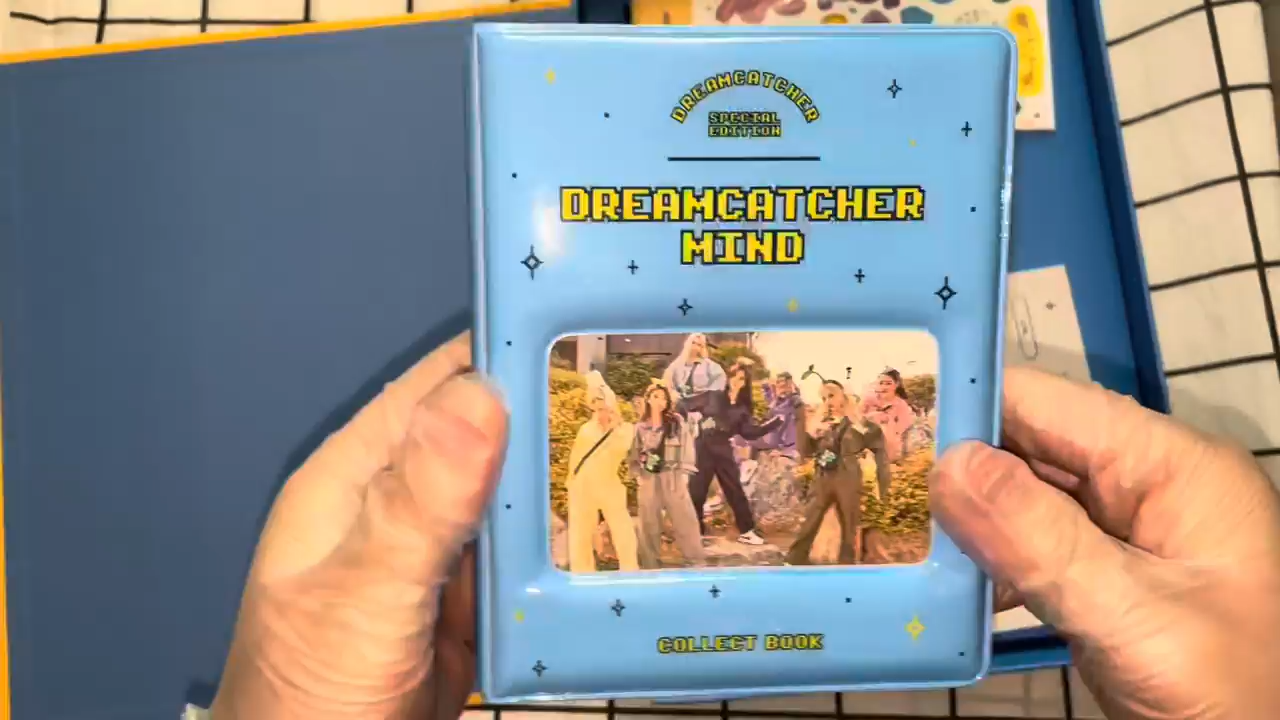 DREAMCATCHER
SPECIAL
EDITION
DREAMCATCHER
MIND
COLLECT BOOK